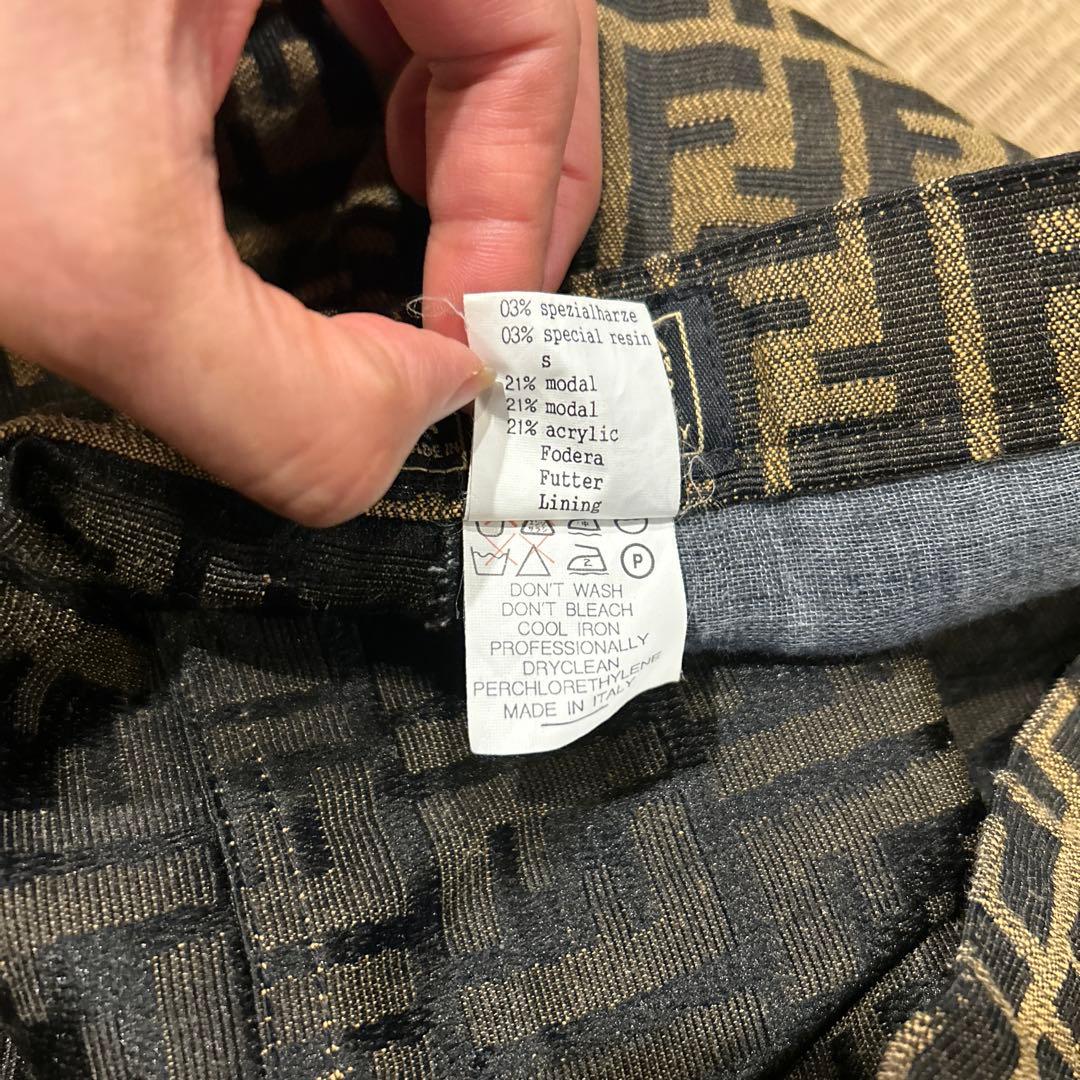 03% spezialharze
03% special resin
S
21% modal
21% modal
21% acrylic
Fodera
Futter
Lining
2 P
DON'T WASH
DON'T BLEACH
COOL IRON
PROFESSIONALLY
DRYCLEAN
PERCHLORETHYLENE
MADE IN ITALY